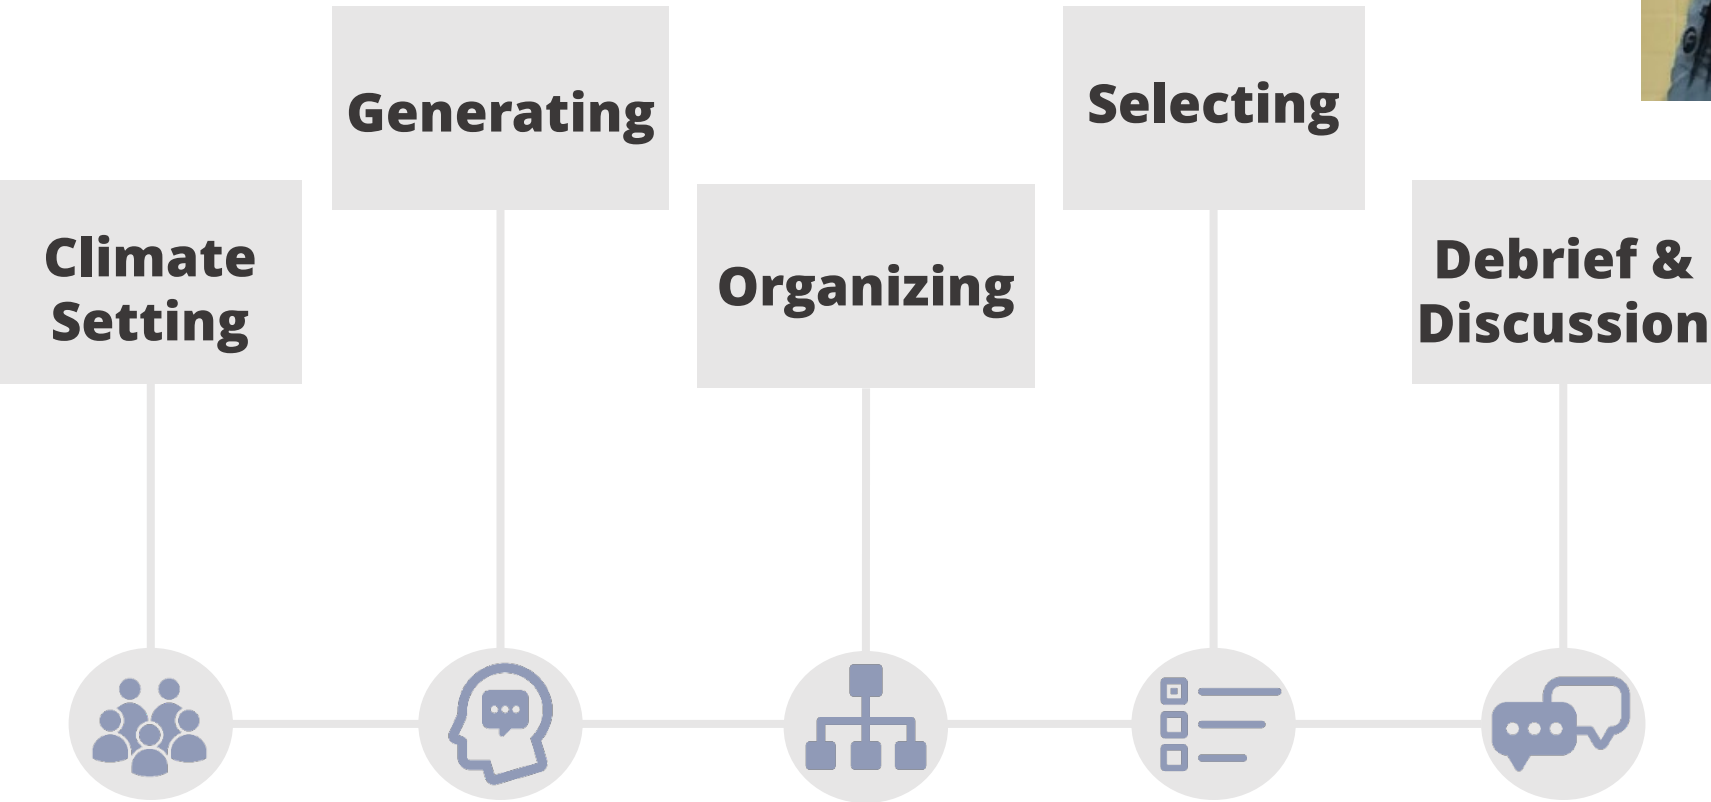 Climate
Setting
Generating
Organizing
Selecting
Debrief &
Discussion